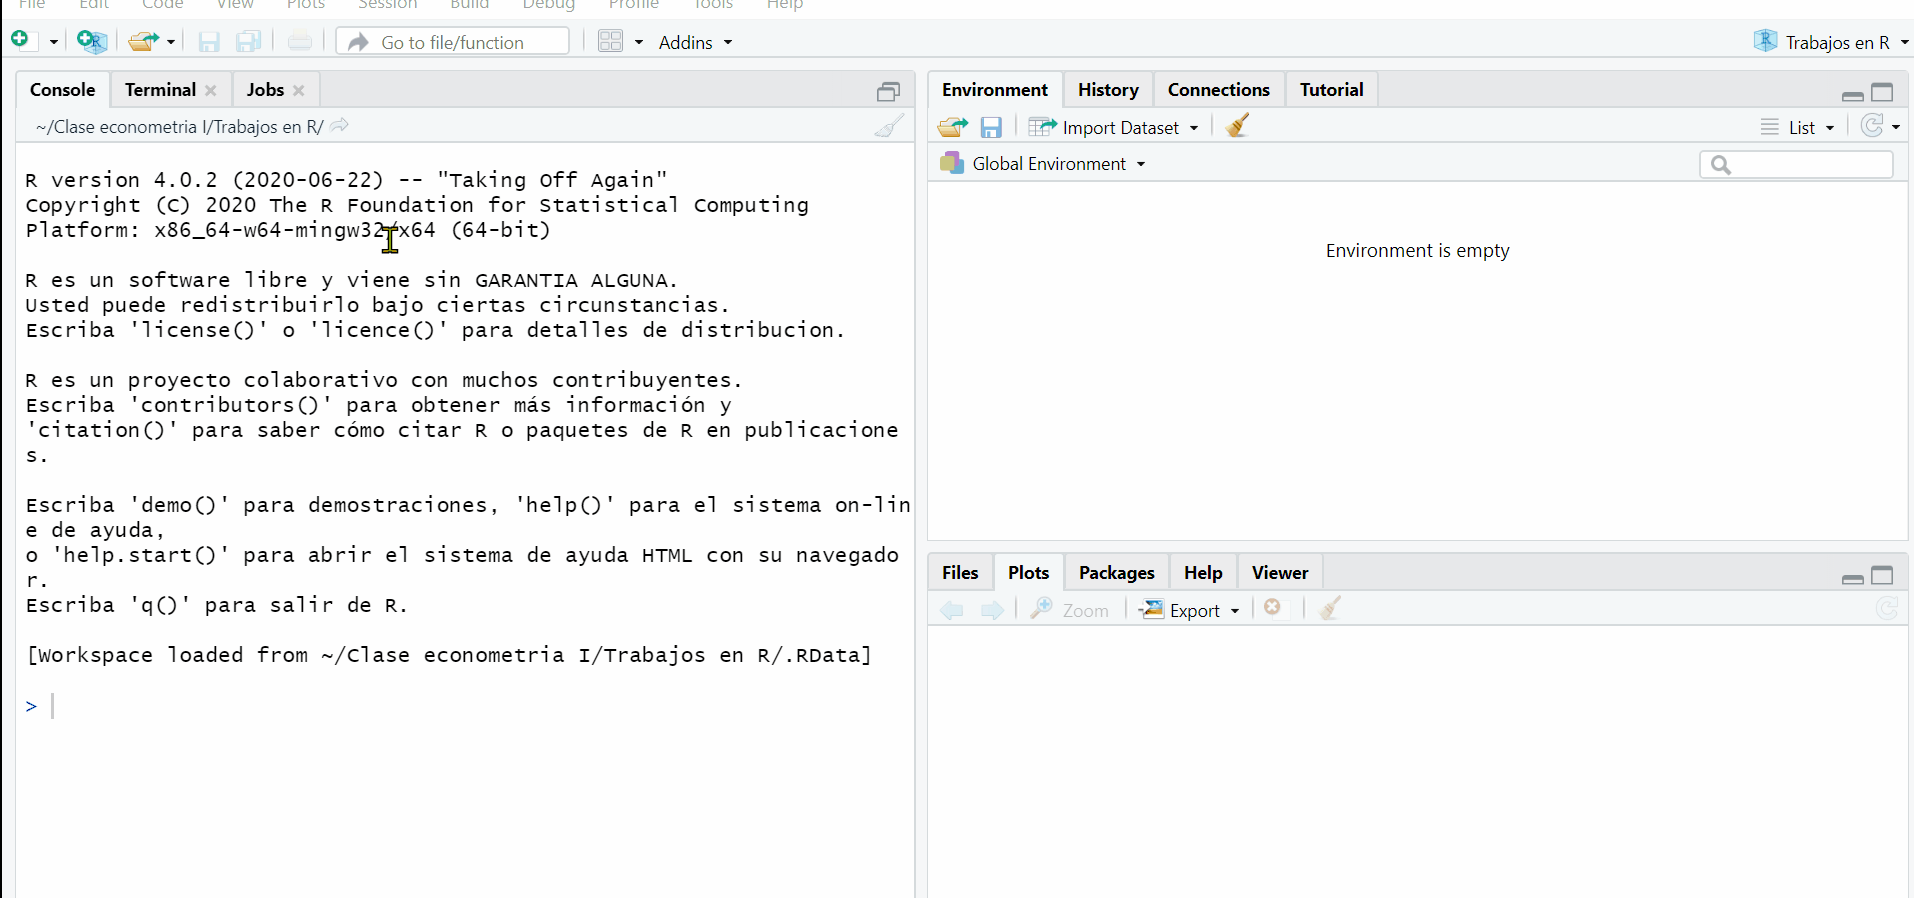 File Edit Code View Plots Session Build Debug Profile Tools Help
Go to file/function Addins Trabajos en R
Console Terminal Jobs
~/Clase econometria I/Trabajos en R/
R version 4.0.2 (2020-06-22) -- "Taking Off Again"
Copyright (C) 2020 The R Foundation for Statistical Computing
Platform: x86_64-w64-mingw32/x64 (64-bit)
R es un software libre y viene sin GARANTIA ALGUNA.
Usted puede redistribuirlo bajo ciertas circunstancias.
Escriba 'license()' o 'licence()' para detalles de distribucion.
R es un proyecto colaborativo con muchos contribuyentes.
Escriba 'contributors()' para obtener más información y
'citation()' para saber cómo citar R o paquetes de R en publicacione
s.
Escriba 'demo()' para demostraciones, 'help()' para el sistema on-lin
e de ayuda,
o 'help.start()' para abrir el sistema de ayuda HTML con su navegado
r.
Escriba 'q()' para salir de R.
[Workspace loaded from ~/Clase econometria I/Trabajos en R/.RData]
>
Environment History Connections Tutorial
Import Dataset List
Global Environment
Environment is empty
Files Plots Packages Help Viewer
Zoom Export